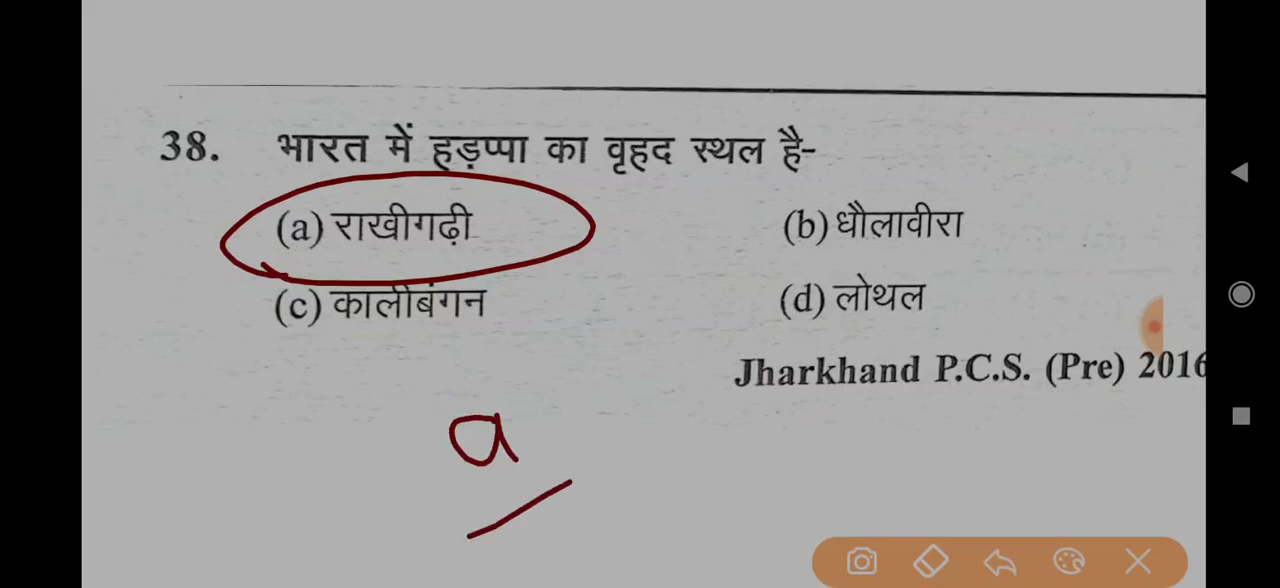 38. भारत में हड़प्पा का वृहद स्थल है-
(a) राखीगढ़ी (b) धौलावीरा
(c) कालीबंगन (d) लोथल
Jharkhand P.C.S. (Pre) 2016
a